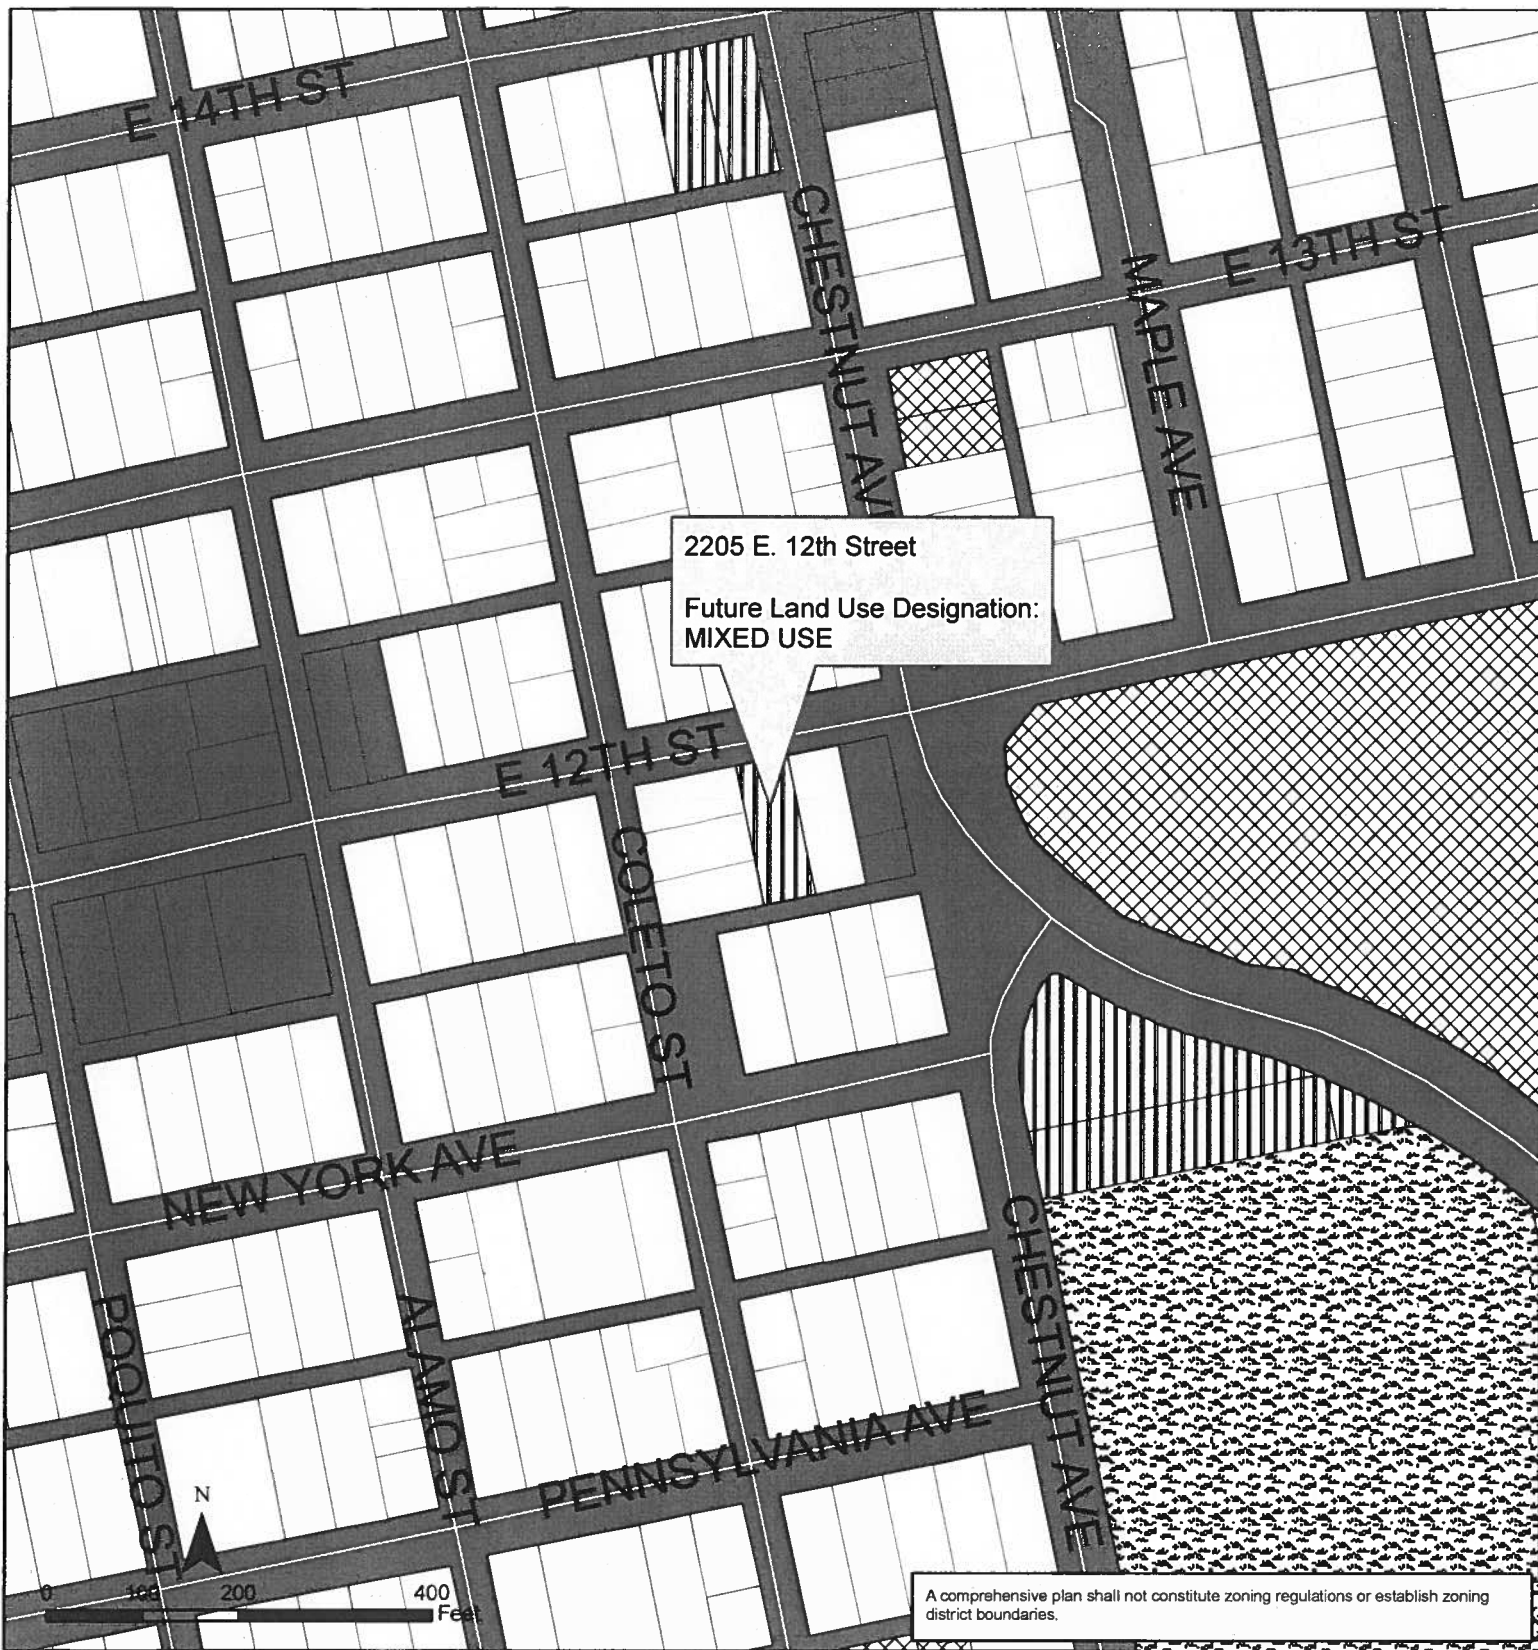 E 14TH ST
CHESTNUT AVE
MAPLE AVE
E 13TH ST
2205 E. 12th Street
Future Land Use Designation:
MIXED USE
E 12TH ST
COLETO ST
NEW YORK AVE
POQUITO ST
ALAMO ST
CHESTNUT AVE
PENNSYLVANIA AVE
N
0 100 200 400
Feet
A comprehensive plan shall not constitute zoning regulations or establish zoning
district boundaries.